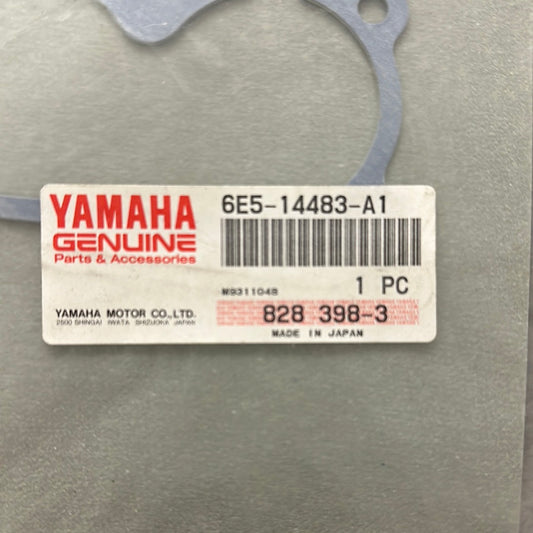 YAMAHA
GENUINE
Parts & Accessories
YAMAHA MOTOR CO., LTD.
2500 SHINGAI IWATA SHIZUOKA JAPAN
6E5-14483-A1
M9311048
1 PC
828 398-3
MADE IN JAPAN